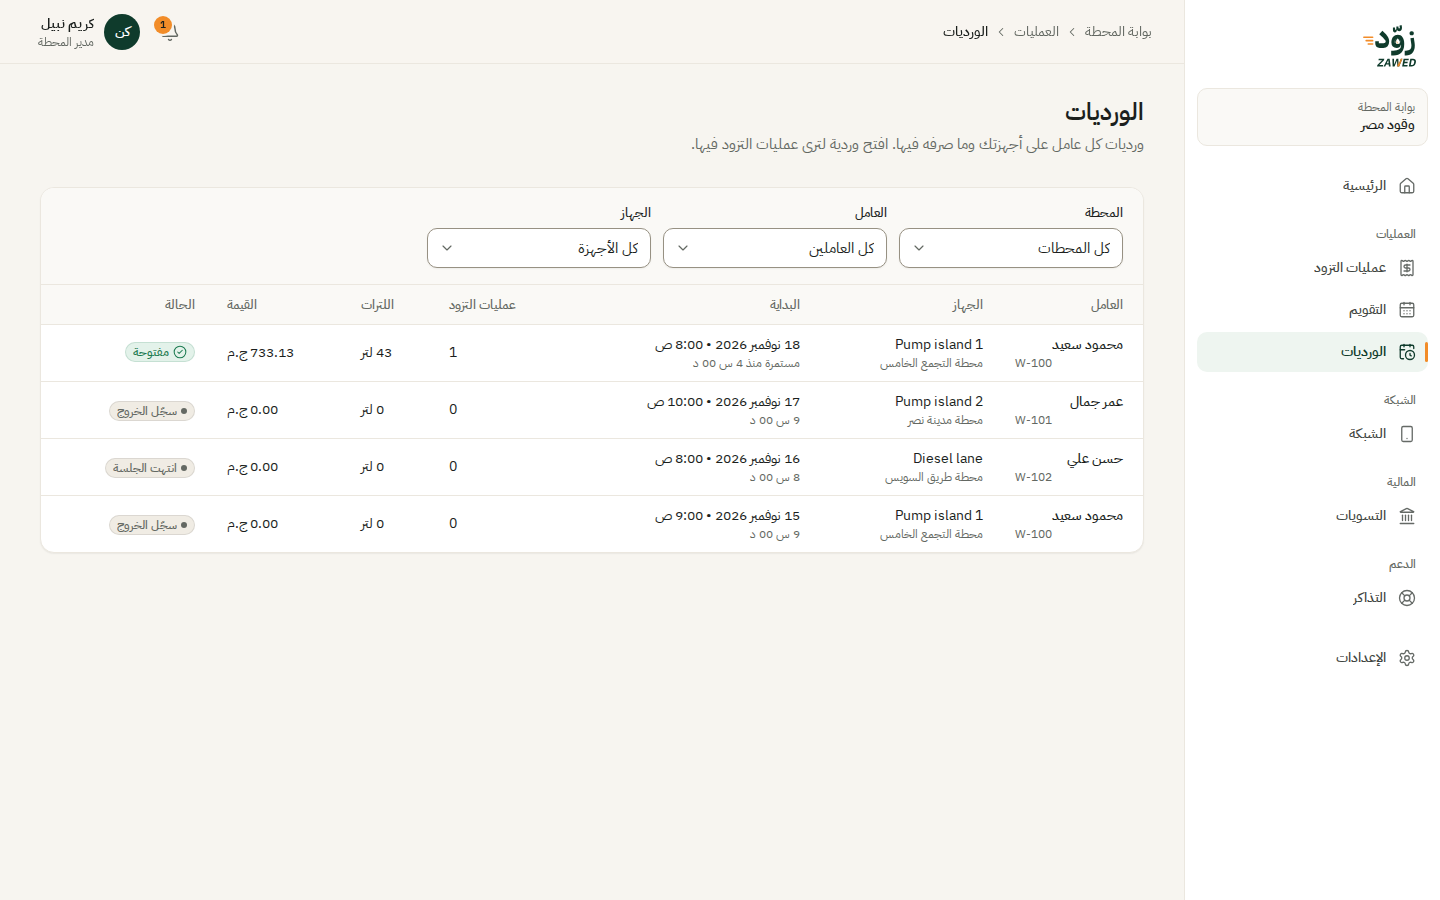 زوّد
ZAWED
بوابة المحطة
وقود مصر
الرئيسية
العمليات
عمليات التزود
التقويم
الورديات
الشبكة
الشبكة
المالية
التسويات
الدعم
التذاكر
الإعدادات
بوابة المحطة
العمليات
الورديات
1
كن
كريم نبيل
مدير المحطة
الورديات
ورديات كل عامل على أجهزتك وما صرفه فيها. افتح وردية لترى عمليات التزود فيها.
المحطة
كل المحطات
العامل
كل العاملين
الجهاز
كل الأجهزة
العامل الجهاز البداية عمليات التزود اللترات القيمة الحالة
محمود سعيد
W-100
Pump island 1
محطة التجمع الخامس
18 نوفمبر 2026 • 8:00 ص
مستمرة منذ 4 س 00 د
1
43 لتر
733.13 ج.م
مفتوحة
عمر جمال
W-101
Pump island 2
محطة مدينة نصر
17 نوفمبر 2026 • 10:00 ص
9 س 00 د
0
0 لتر
0.00 ج.م
سجّل الخروج
حسن علي
W-102
Diesel lane
محطة طريق السويس
16 نوفمبر 2026 • 8:00 ص
8 س 00 د
0
0 لتر
0.00 ج.م
انتهت الجلسة
محمود سعيد
W-100
Pump island 1
محطة التجمع الخامس
15 نوفمبر 2026 • 9:00 ص
9 س 00 د
0
0 لتر
0.00 ج.م
سجّل الخروج